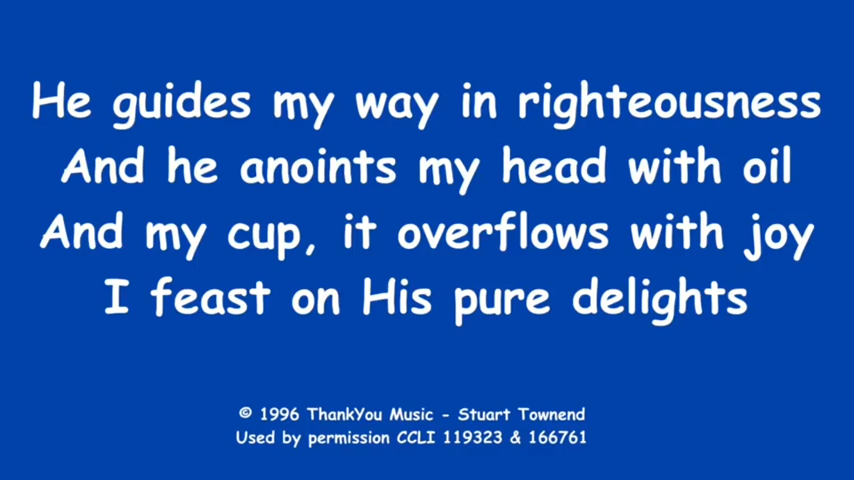 He guides my way in righteousness
And he anoints my head with oil
And my cup, it overflows with joy
I feast on His pure delights
© 1996 ThankYou Music - Stuart Townend
Used by permission CCLI 119323 & 166761